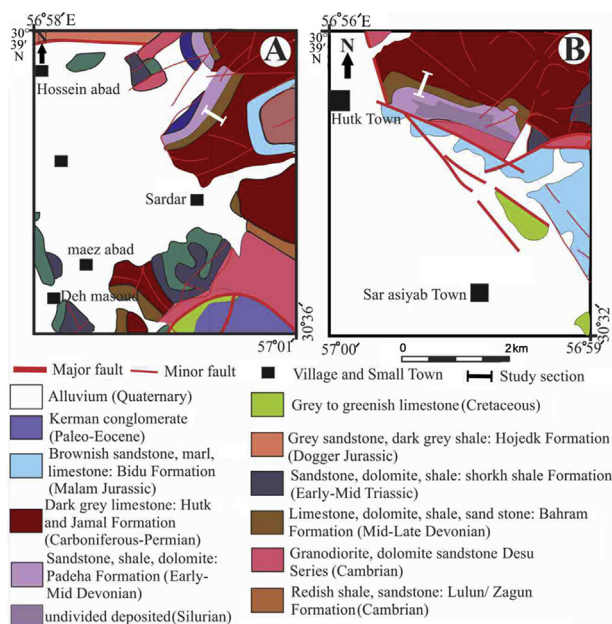 56°58′E
30°
39′
N
N
A
Hossein abad
Sardar
maez abad
Deh masoud
30°36′
57°01′
56°56′E
30°
39′
N
N
B
Hutk Town
Sar asiyab Town
30°32′
57°00′
0
2km
56°59′
Major fault
Minor fault
Village and Small Town
Study section
Alluvium (Quaternary)
Kerman conglomerate
(Paleo-Eocene)
Brownish sandstone, marl,
limestone: Bidu Formation
(Malam Jurassic)
Dark grey limestone: Hutk
and Jamal Formation
(Carboniferous-Permian)
Sandstone, shale, dolomite:
Padeha Formation (Early-
Mid Devonian)
undivided deposited(Silurian)
Grey to greenish limestone(Cretaceous)
Grey sandstone, dark grey shale: Hojedk Formation
(Dogger Jurassic)
Sandstone, dolomite, shale: shorkh shale Formation
(Early-Mid Triassic)
Limestone, dolomite, shale, sand stone: Bahram
Formation (Mid-Late Devonian)
Granodiorite, dolomite sandstone Desu
Series (Cambrian)
Redish shale, sandstone: Lulun/ Zagun
Formation(Cambrian)